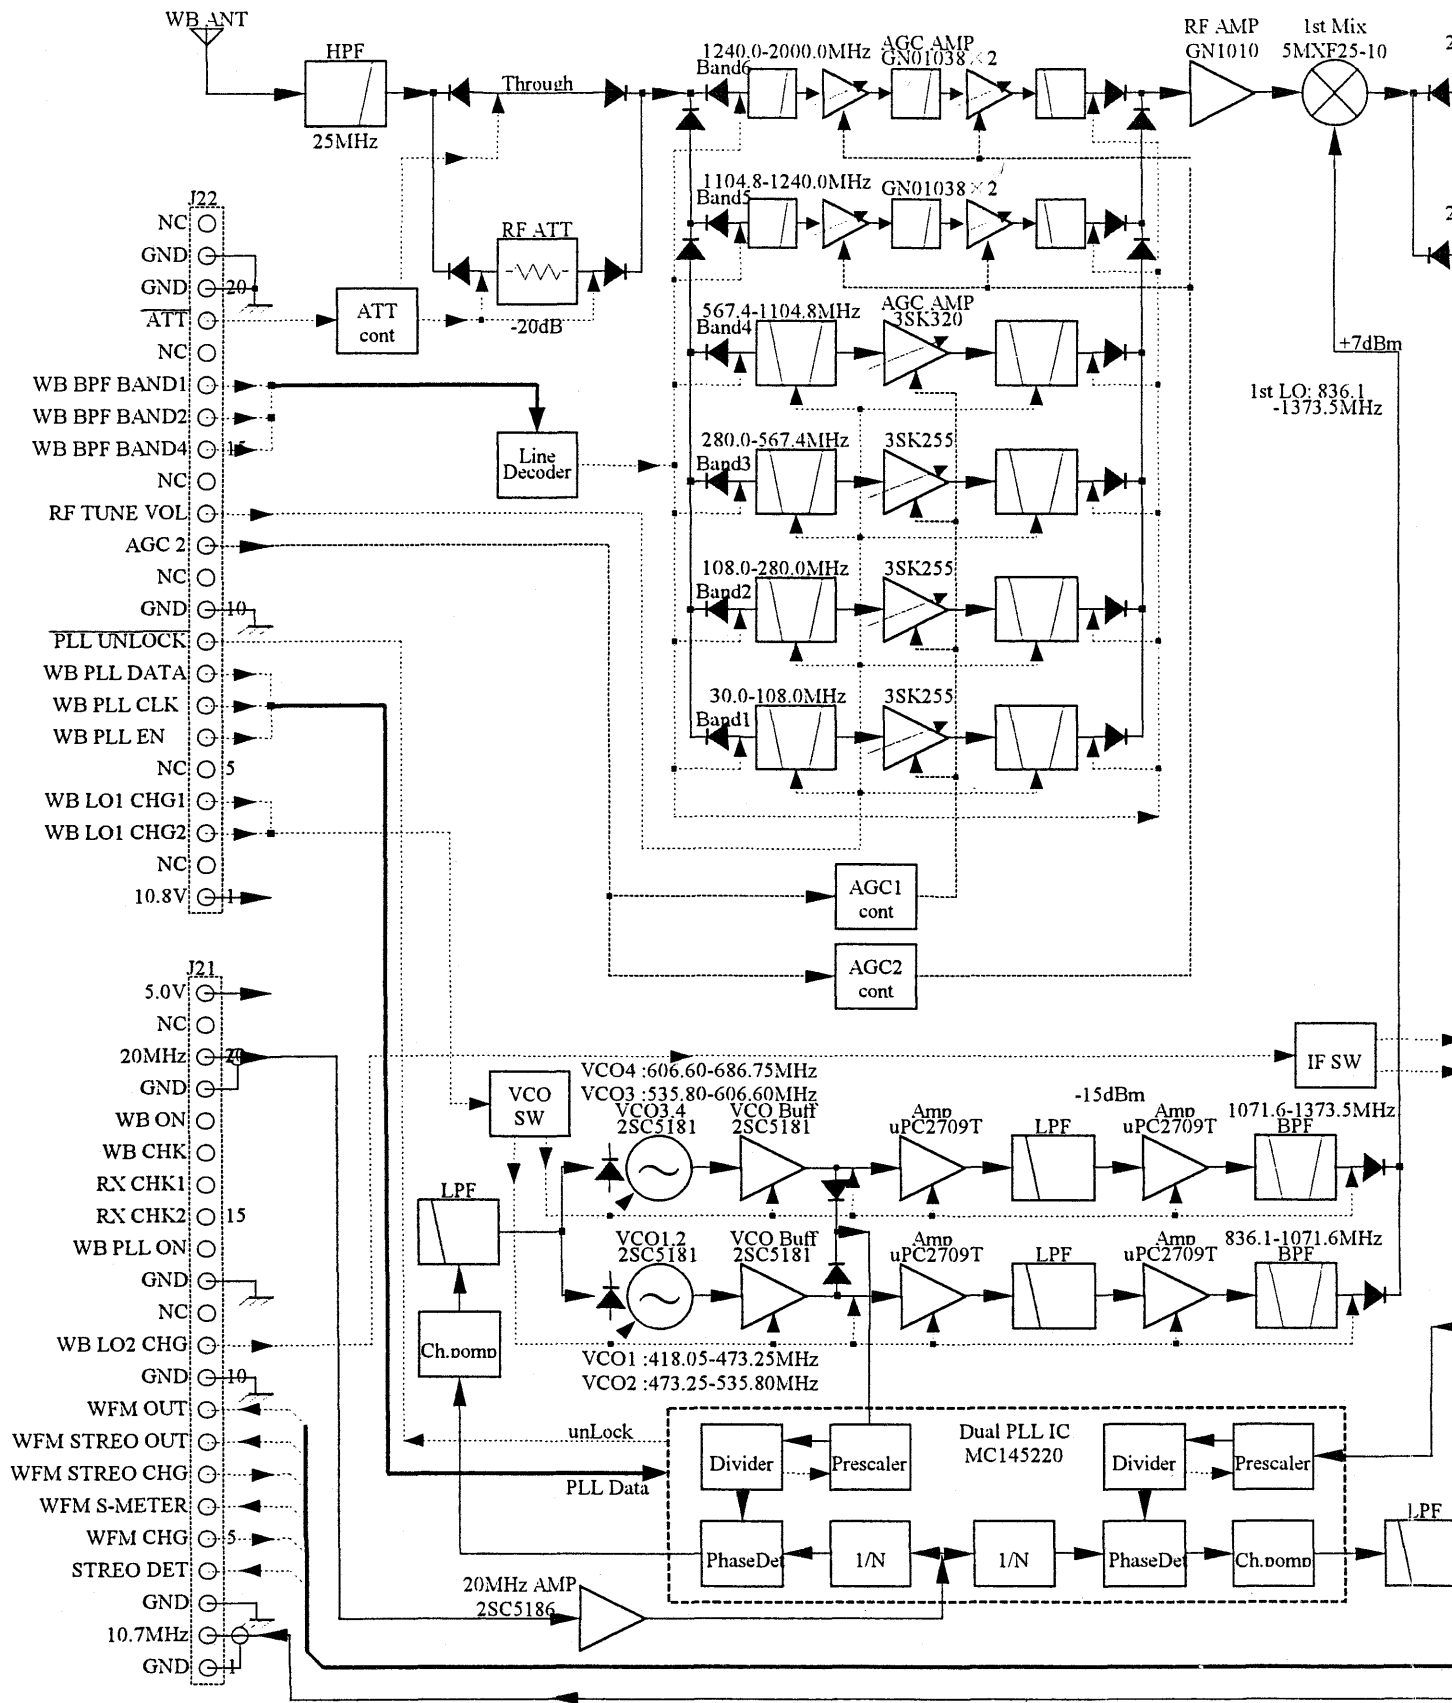 WB ANT
HPF
25MHz
Through
RF ATT
-20dB
ATT
cont
1240.0-2000.0MHz
Band6
AGC AMP
GN01038×2
RF AMP
GN1010
1st Mix
5MXF25-10
1104.8-1240.0MHz
Band5
GN01038×2
567.4-1104.8MHz
Band4
AGC AMP
3SK320
280.0-567.4MHz
Band3
3SK255
108.0-280.0MHz
Band2
3SK255
30.0-108.0MHz
Band1
3SK255
+7dBm
1st LO: 836.1
-1373.5MHz
Line
Decoder
AGC1
cont
AGC2
cont
J22
NC
GND
GND 20
ATT
NC
WB BPF BAND1
WB BPF BAND2
WB BPF BAND4 15
NC
RF TUNE VOL
AGC 2
NC
GND 10
PLL UNLOCK
WB PLL DATA
WB PLL CLK
WB PLL EN
NC 5
WB LO1 CHG1
WB LO1 CHG2
NC
10.8V 1
J21
5.0V
NC
20MHz 20
GND
WB ON
WB CHK
RX CHK1
RX CHK2 15
WB PLL ON
GND
NC
WB LO2 CHG
GND 10
WFM OUT
WFM STREO OUT
WFM STREO CHG
WFM S-METER
WFM CHG 5
STREO DET
GND
10.7MHz
GND 1
IF SW
VCO
SW
VCO4 :606.60-686.75MHz
VCO3 :535.80-606.60MHz
VCO3,4
2SC5181
VCO Buff
2SC5181
Amp
uPC2709T
-15dBm
LPF
Amp
uPC2709T
1071.6-1373.5MHz
BPF
LPF
VCO1,2
2SC5181
VCO Buff
2SC5181
Amp
uPC2709T
LPF
Amp
uPC2709T
836.1-1071.6MHz
BPF
Ch.pomp
VCO1 :418.05-473.25MHz
VCO2 :473.25-535.80MHz
unLock
PLL Data
Dual PLL IC
MC145220
Divider
Prescaler
Divider
Prescaler
PhaseDet
1/N
1/N
PhaseDet
Ch.pomp
LPF
20MHz AMP
2SC5186